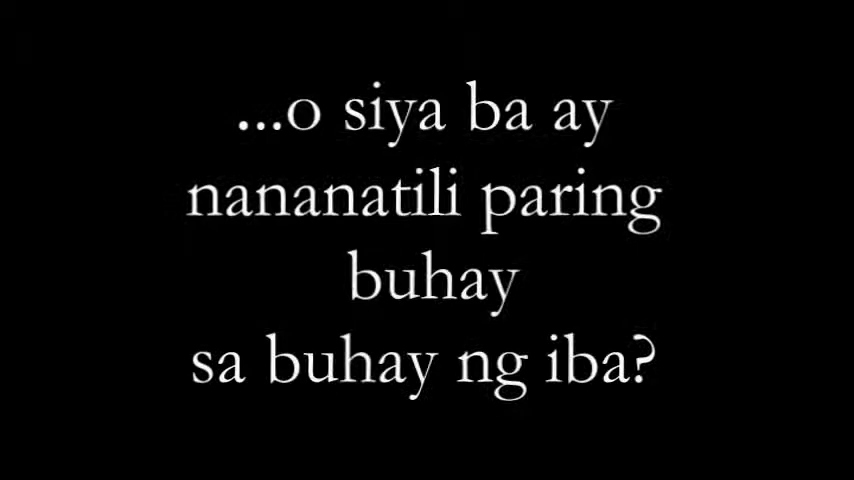 ...o siya ba ay
nananatili paring
buhay
sa buhay ng iba?